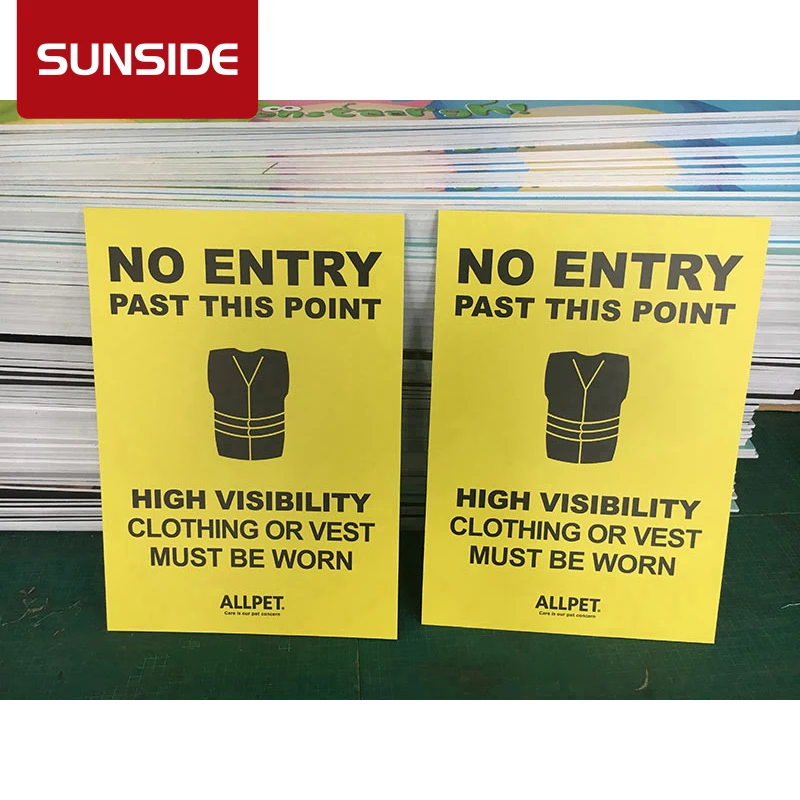 SUNSIDE
NO ENTRY
PAST THIS POINT
HIGH VISIBILITY
CLOTHING OR VEST
MUST BE WORN
ALLPET.
Care is our pet concern
NO ENTRY
PAST THIS POINT
HIGH VISIBILITY
CLOTHING OR VEST
MUST BE WORN
ALLPET.
Care is our pet concern